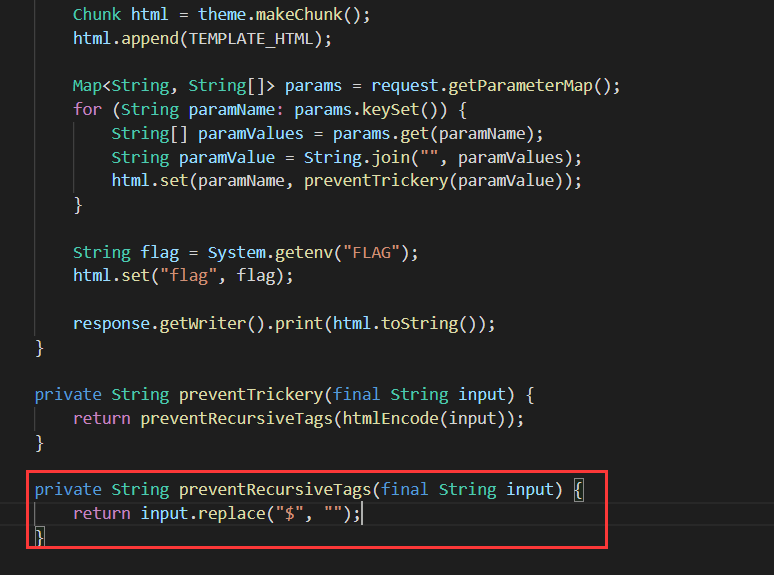 Chunk html = theme.makeChunk();
html.append(TEMPLATE_HTML);
Map<String, String[]> params = request.getParameterMap();
for (String paramName: params.keySet()) {
String[] paramValues = params.get(paramName);
String paramValue = String.join("", paramValues);
html.set(paramName, preventTrickery(paramValue));
}
String flag = System.getenv("FLAG");
html.set("flag", flag);
response.getWriter().print(html.toString());
}
private String preventTrickery(final String input) {
return preventRecursiveTags(htmlEncode(input));
}
private String preventRecursiveTags(final String input) {
return input.replace("$", "");
}